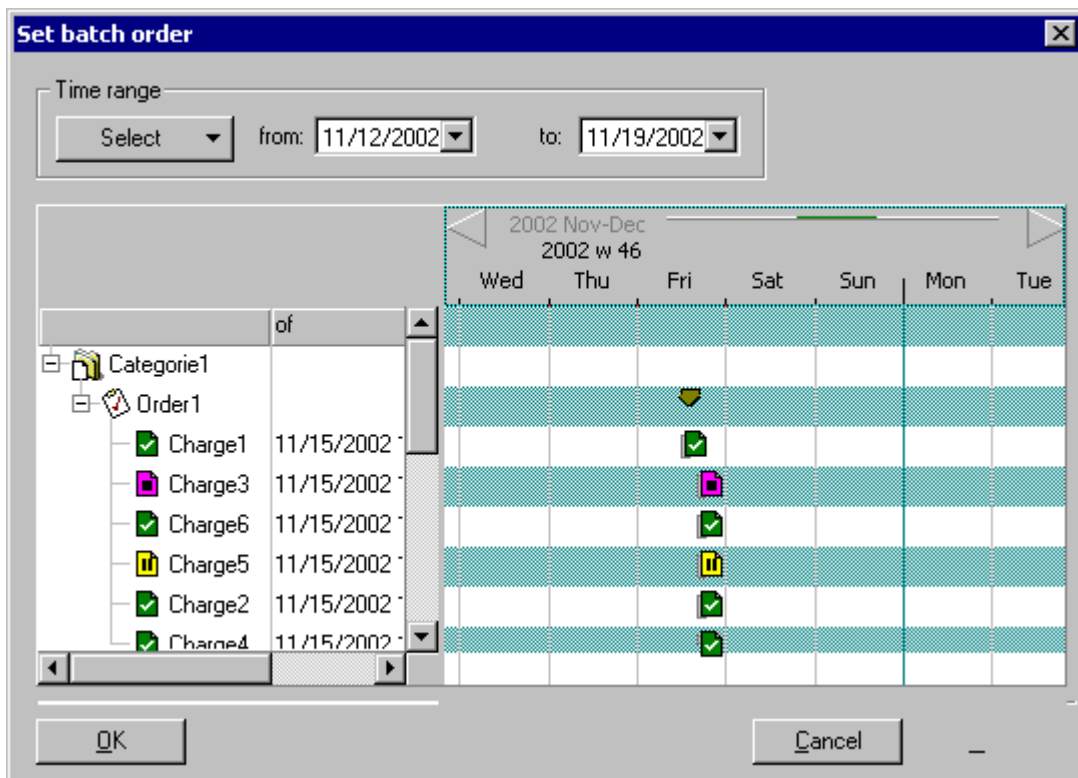 Set batch order
Time range
Select from: 11/12/2002 to: 11/19/2002
2002 Nov-Dec
2002 w 46
Wed Thu Fri Sat Sun Mon Tue
of
Categorie1
Order1
Charge1 11/15/2002
Charge3 11/15/2002
Charge6 11/15/2002
Charge5 11/15/2002
Charge2 11/15/2002
Charge4 11/15/2002
OK Cancel